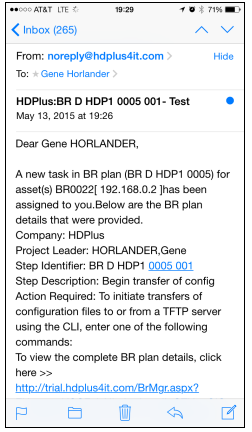 AT&T LTE 19:29 71%
Inbox (265)
From: noreply@hdplus4it.com Hide
To: Gene Horlander
HDPlus:BR D HDP1 0005 001- Test
May 13, 2015 at 19:26
Dear Gene HORLANDER,
A new task in BR plan (BR D HDP1 0005) for
asset(s) BR0022[ 192.168.0.2 ]has been
assigned to you.Below are the BR plan
details that were provided.
Company: HDPlus
Project Leader: HORLANDER,Gene
Step Identifier: BR D HDP1 0005 001
Step Description: Begin transfer of config
Action Required: To initiate transfers of
configuration files to or from a TFTP server
using the CLI, enter one of the following
commands:
To view the complete BR plan details, click
here >>
http://trial.hdplus4it.com/BrMgr.aspx?